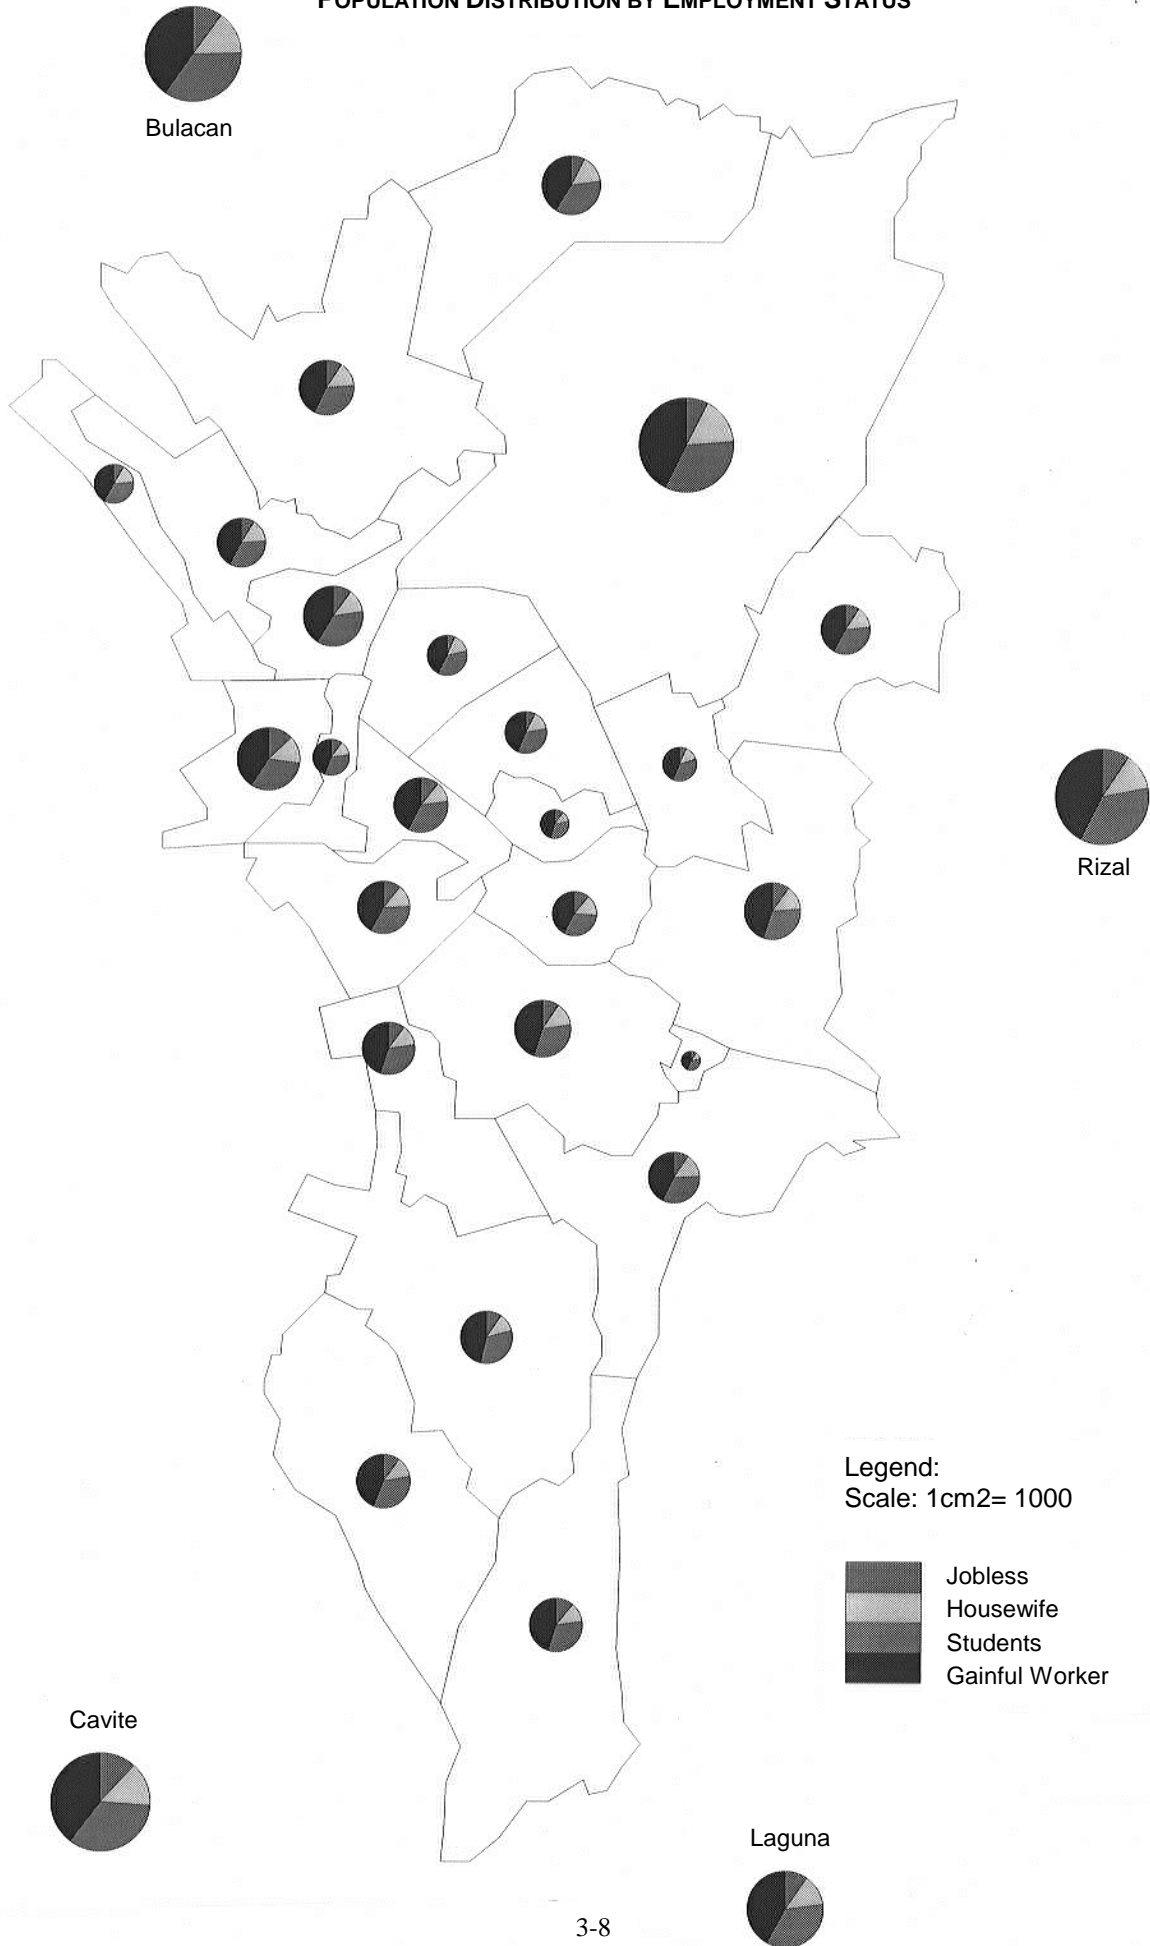 POPULATION DISTRIBUTION BY EMPLOYMENT STATUS
Bulacan
Rizal
Legend:
Scale: 1cm2= 1000
Jobless
Housewife
Students
Gainful Worker
Cavite
Laguna
3-8